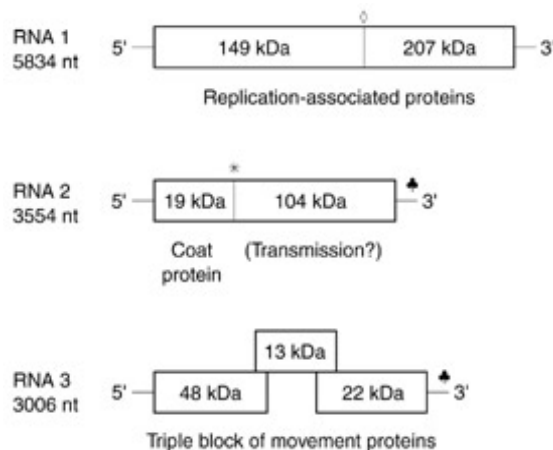 ◊
RNA 1
5834 nt
5' 149 kDa 207 kDa 3'
Replication-associated proteins
* ♣
RNA 2
3554 nt
5' 19 kDa 104 kDa 3'
Coat
protein
(Transmission?)
13 kDa ♣
RNA 3
3006 nt
5' 48 kDa 22 kDa 3'
Triple block of movement proteins